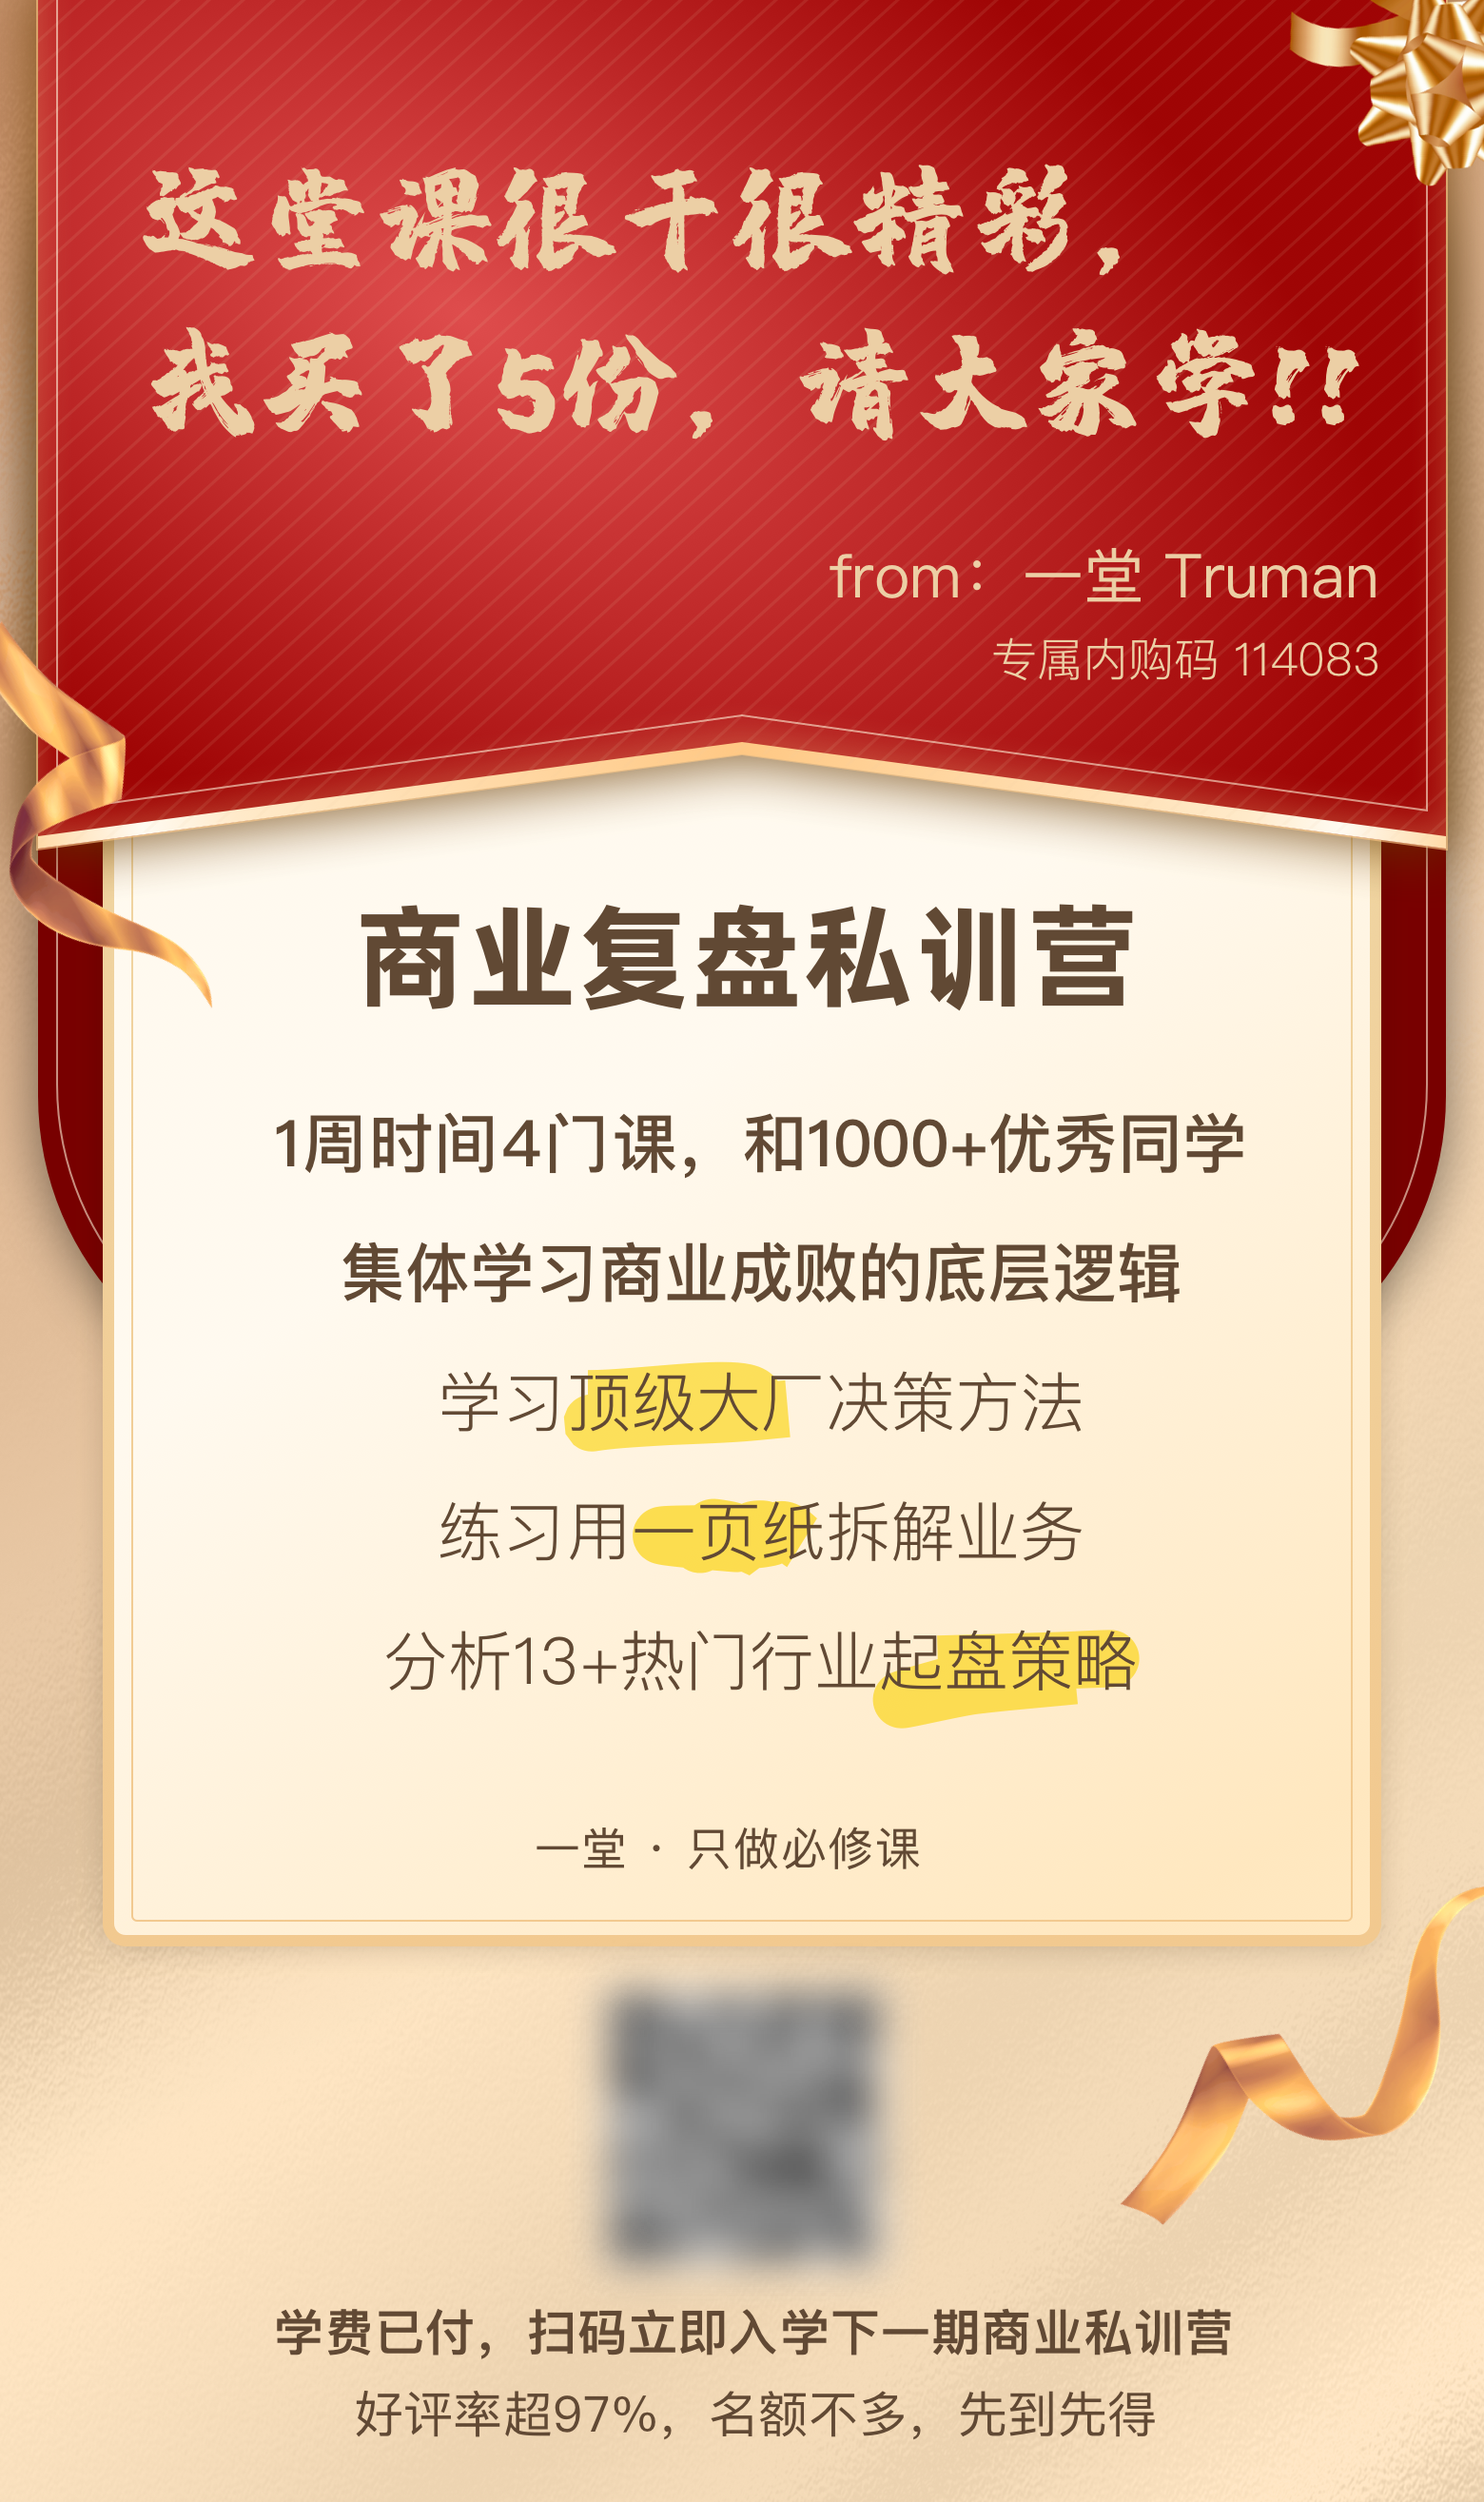 这堂课很干很精彩，
我买了5份，请大家学!!
from：一堂 Truman
专属内购码 114083
商业复盘私训营
1周时间4门课，和1000+优秀同学
集体学习商业成败的底层逻辑
学习顶级大厂决策方法
练习用一页纸拆解业务
分析13+热门行业起盘策略
一堂 · 只做必修课
学费已付，扫码立即入学下一期商业私训营
好评率超97%，名额不多，先到先得